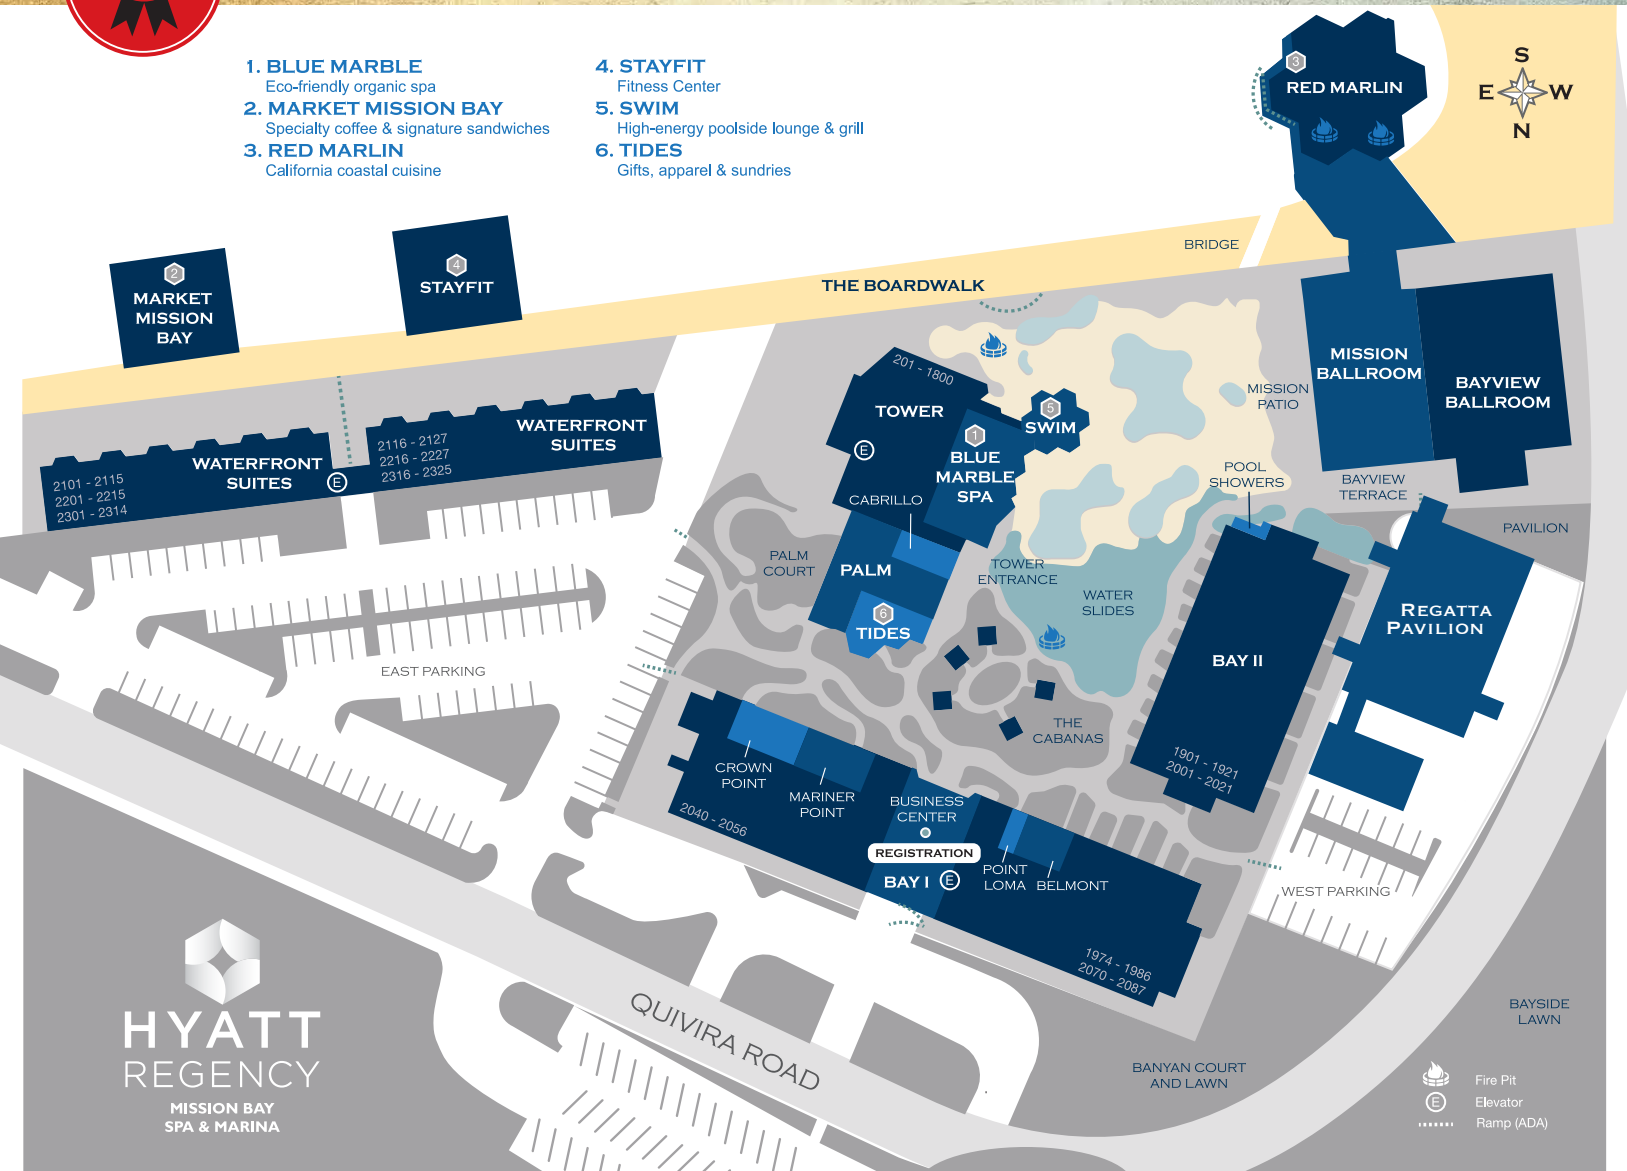 1. BLUE MARBLE
Eco-friendly organic spa
2. MARKET MISSION BAY
Specialty coffee & signature sandwiches
3. RED MARLIN
California coastal cuisine
4. STAYFIT
Fitness Center
5. SWIM
High-energy poolside lounge & grill
6. TIDES
Gifts, apparel & sundries
3
RED MARLIN
S
E W
N
BRIDGE
THE BOARDWALK
2
MARKET
MISSION
BAY
4
STAYFIT
WATERFRONT
SUITES
2101 - 2115
2201 - 2215
2301 - 2314
E
2116 - 2127
2216 - 2227
2316 - 2325
WATERFRONT
SUITES
201 - 1800
TOWER
E
1
BLUE
MARBLE
SPA
5
SWIM
CABRILLO
MISSION
PATIO
MISSION
BALLROOM
BAYVIEW
BALLROOM
POOL
SHOWERS
BAYVIEW
TERRACE
PAVILION
PALM
COURT
PALM
6
TIDES
TOWER
ENTRANCE
WATER
SLIDES
REGATTA
PAVILION
BAY II
1901 - 1921
2001 - 2021
THE
CABANAS
EAST PARKING
CROWN
POINT
MARINER
POINT
2040 - 2056
BUSINESS
CENTER
REGISTRATION
BAY I E
POINT
LOMA
BELMONT
1974 - 1986
2070 - 2087
WEST PARKING
QUIVIRA ROAD
BANYAN COURT
AND LAWN
BAYSIDE
LAWN
HYATT
REGENCY
MISSION BAY
SPA & MARINA
Fire Pit
E Elevator
Ramp (ADA)